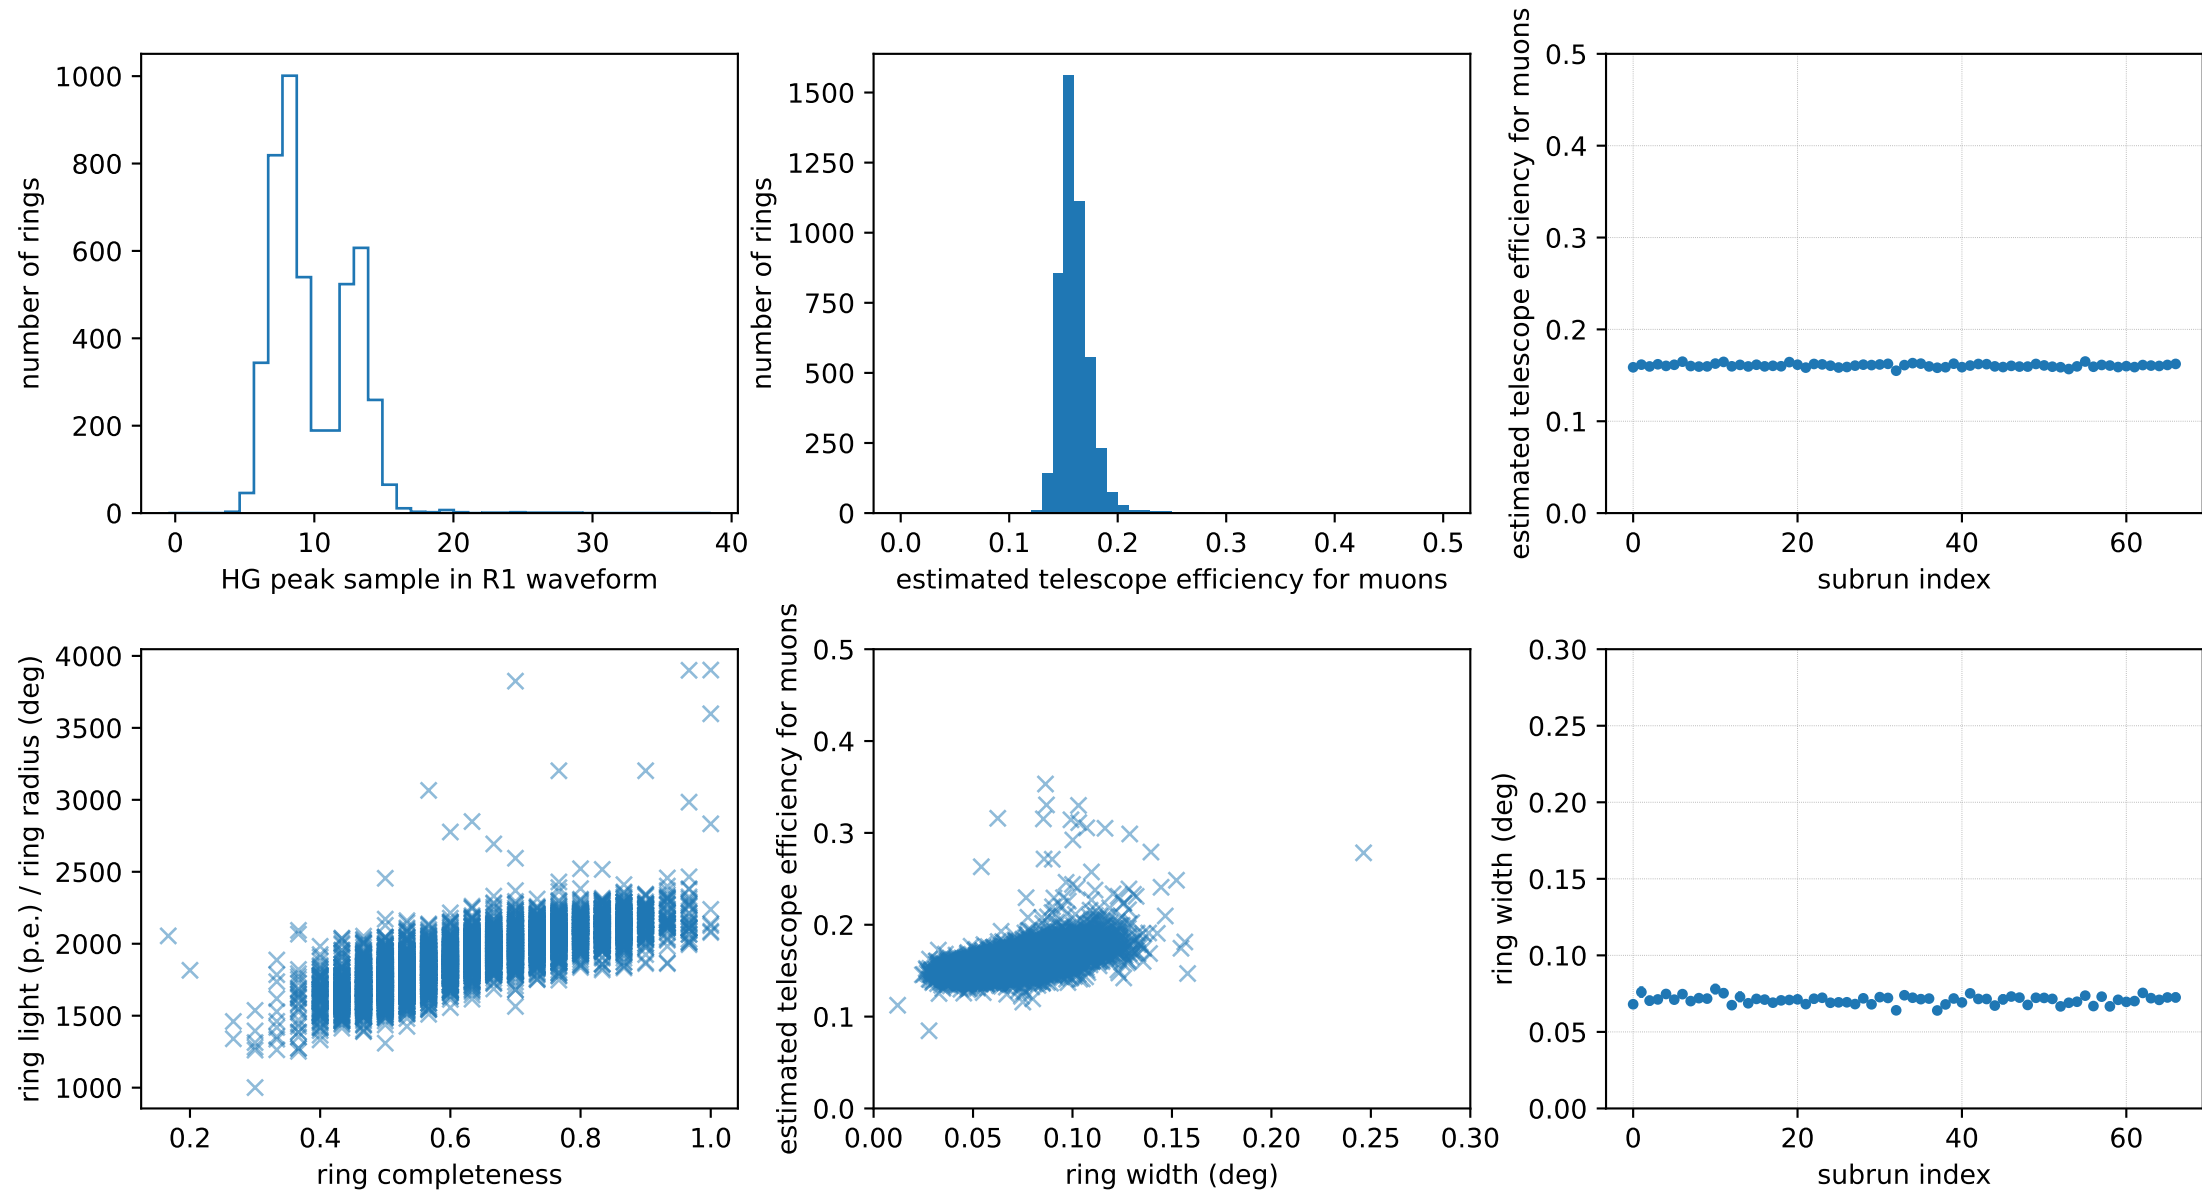 1000
800
600
400
200
0
number of rings
0 10 20 30 40
HG peak sample in R1 waveform
1500
1250
1000
750
500
250
0
number of rings
0.0 0.1 0.2 0.3 0.4 0.5
estimated telescope efficiency for muons
0.5
0.4
0.3
0.2
0.1
0.0
estimated telescope efficiency for muons
0 20 40 60
subrun index
4000
3500
3000
2500
2000
1500
1000
ring light (p.e.) / ring radius (deg)
0.2 0.4 0.6 0.8 1.0
ring completeness
0.5
0.4
0.3
0.2
0.1
0.0
estimated telescope efficiency for muons
0.00 0.05 0.10 0.15 0.20 0.25 0.30
ring width (deg)
0.30
0.25
0.20
0.15
0.10
0.05
0.00
ring width (deg)
0 20 40 60
subrun index